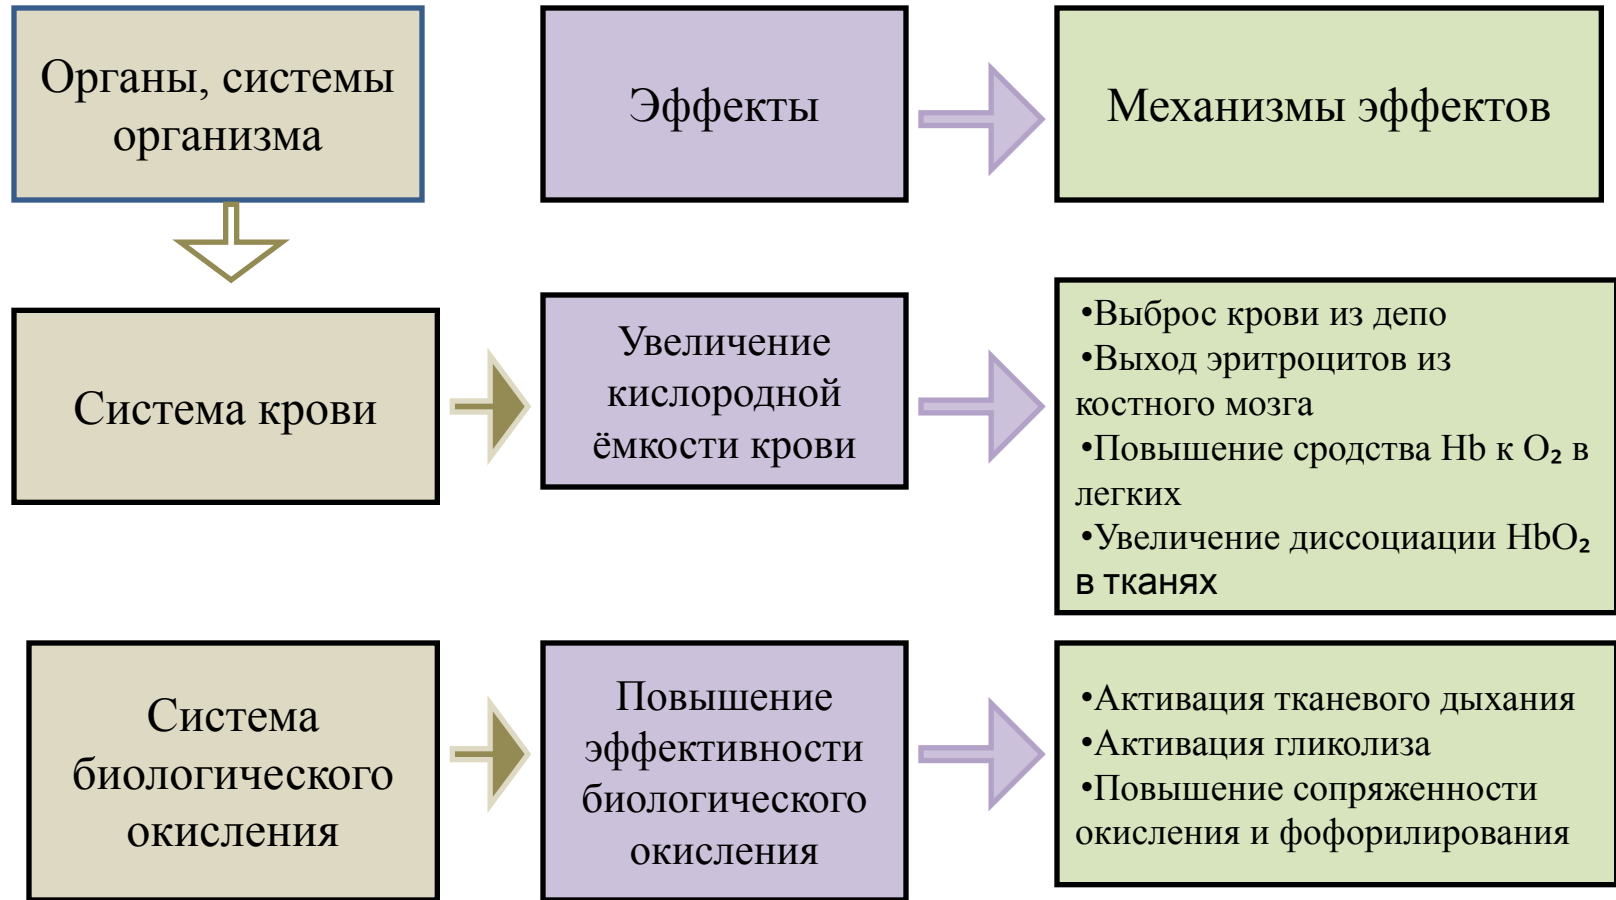 Органы, системы
организма
Эффекты
Механизмы эффектов
Система крови
Увеличение
кислородной
ёмкости крови
•Выброс крови из депо
•Выход эритроцитов из
костного мозга
•Повышение сродства Hb к O₂ в
легких
•Увеличение диссоциации HbO₂
в тканях
Система
биологического
окисления
Повышение
эффективности
биологического
окисления
•Активация тканевого дыхания
•Активация гликолиза
•Повышение сопряженности
окисления и фофорилирования